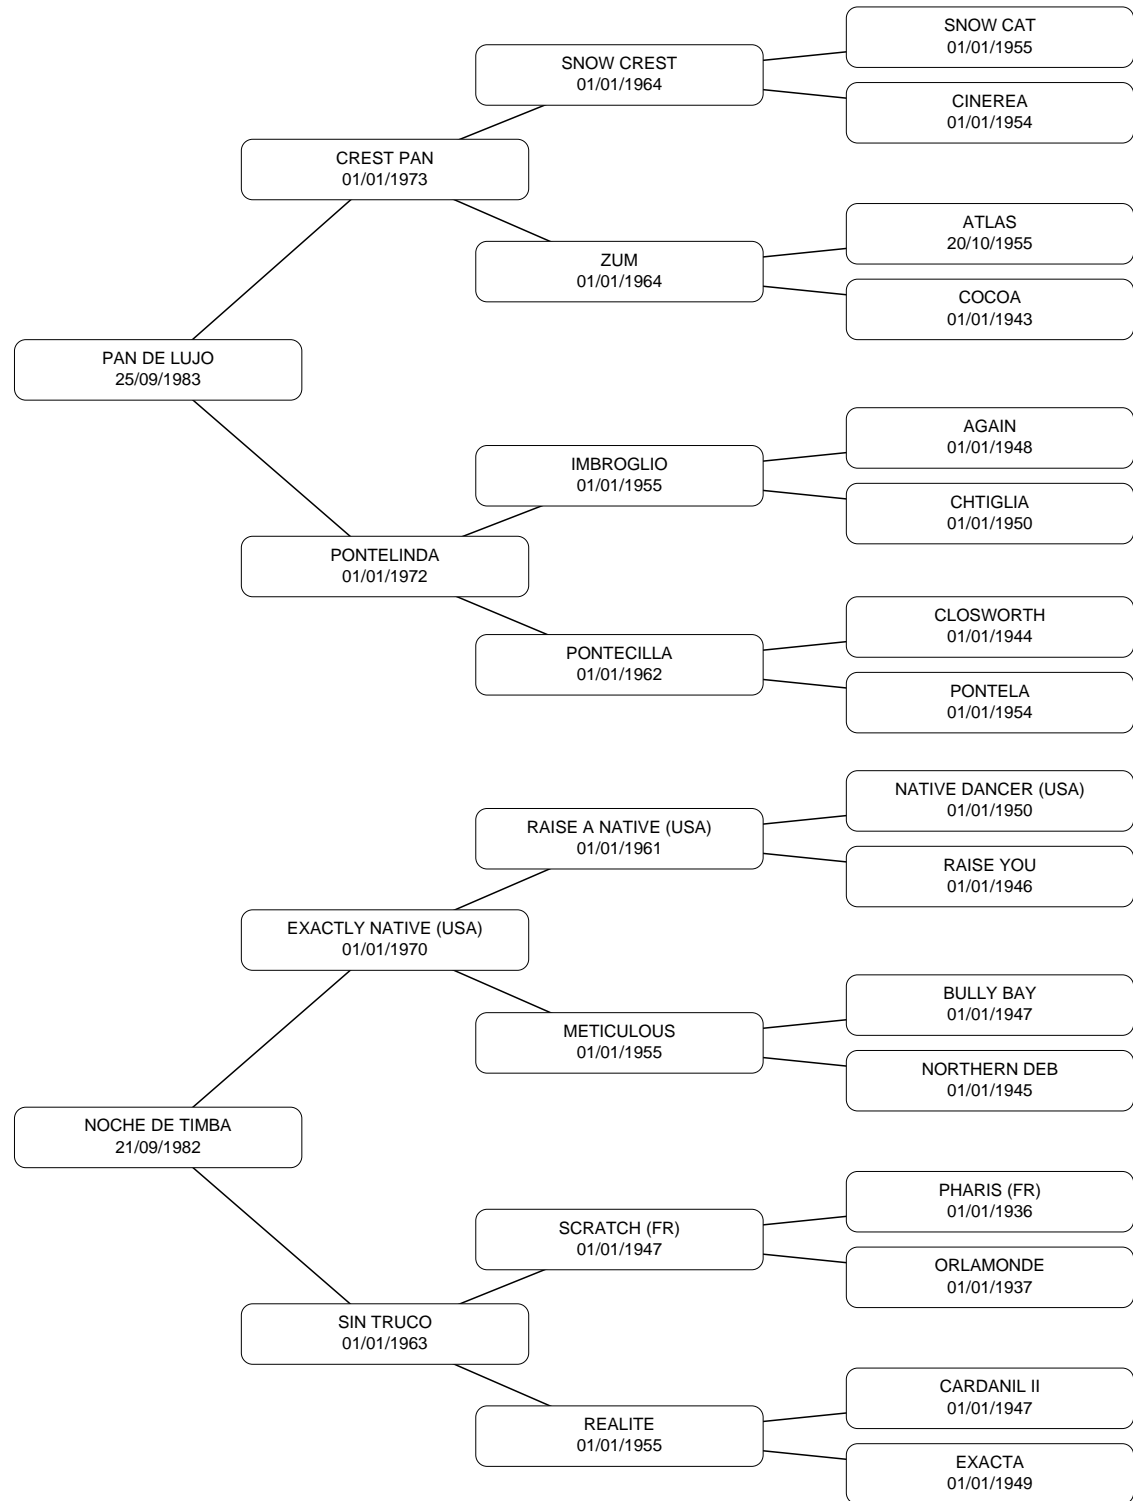 SNOW CAT
01/01/1955
SNOW CREST
01/01/1964
CINEREA
01/01/1954
CREST PAN
01/01/1973
ATLAS
20/10/1955
ZUM
01/01/1964
COCOA
01/01/1943
PAN DE LUJO
25/09/1983
AGAIN
01/01/1948
IMBROGLIO
01/01/1955
CHTIGLIA
01/01/1950
PONTELINDA
01/01/1972
CLOSWORTH
01/01/1944
PONTECILLA
01/01/1962
PONTELA
01/01/1954
NATIVE DANCER (USA)
01/01/1950
RAISE A NATIVE (USA)
01/01/1961
RAISE YOU
01/01/1946
EXACTLY NATIVE (USA)
01/01/1970
BULLY BAY
01/01/1947
METICULOUS
01/01/1955
NORTHERN DEB
01/01/1945
NOCHE DE TIMBA
21/09/1982
PHARIS (FR)
01/01/1936
SCRATCH (FR)
01/01/1947
ORLAMONDE
01/01/1937
SIN TRUCO
01/01/1963
CARDANIL II
01/01/1947
REALITE
01/01/1955
EXACTA
01/01/1949